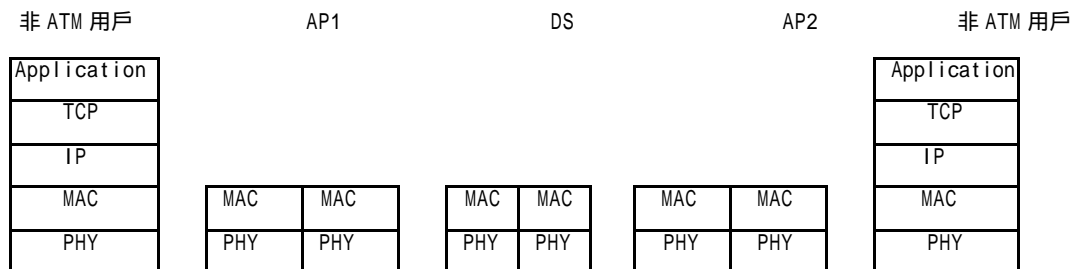 非 ATM 用戶 AP1 DS AP2 非 ATM 用戶
Application Application
TCP TCP
IP IP
MAC MAC MAC MAC MAC MAC MAC MAC
PHY PHY PHY PHY PHY PHY PHY PHY